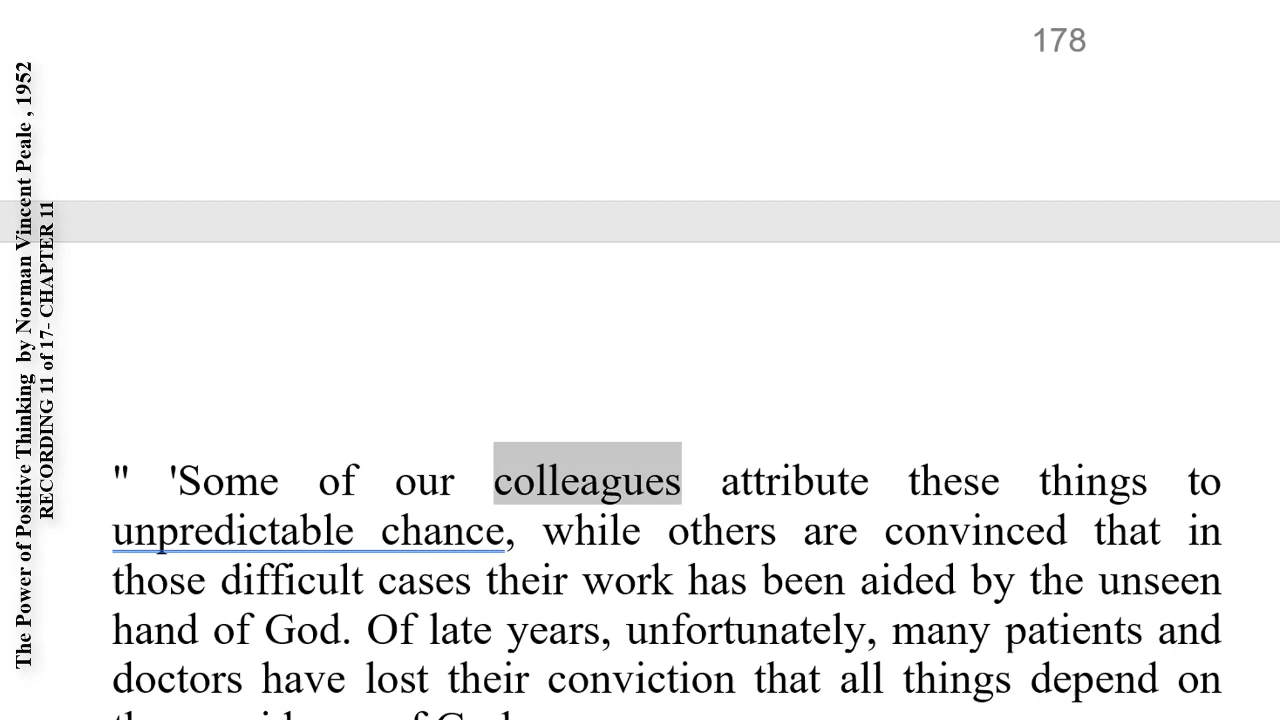 178
The Power of Positive Thinking by Norman Vincent Peale , 1952
RECORDING 11 of 17- CHAPTER 11
" 'Some of our colleagues attribute these things to
unpredictable chance, while others are convinced that in
those difficult cases their work has been aided by the unseen
hand of God. Of late years, unfortunately, many patients and
doctors have lost their conviction that all things depend on